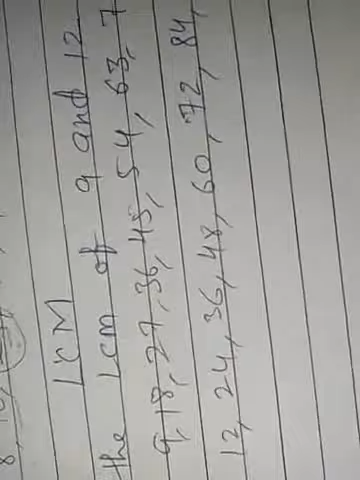 LCM
the LCM of 9 and 12
9, 18, 27, 36, 45, 54, 63, 7
12, 24, 36, 48, 60, 72, 84,